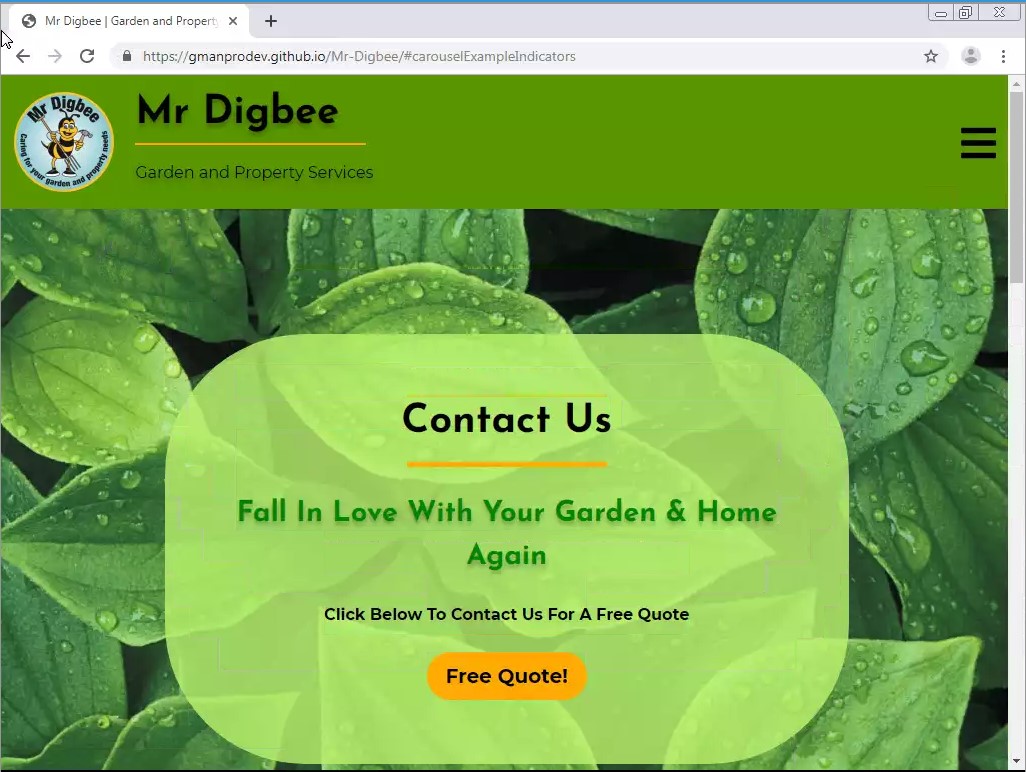 Mr Digbee | Garden and Property
https://gmanprodev.github.io/Mr-Digbee/#carouselExampleIndicators
Mr Digbee
Caring for your garden and property needs
Mr Digbee
Garden and Property Services
Contact Us
Fall In Love With Your Garden & Home
Again
Click Below To Contact Us For A Free Quote
Free Quote!